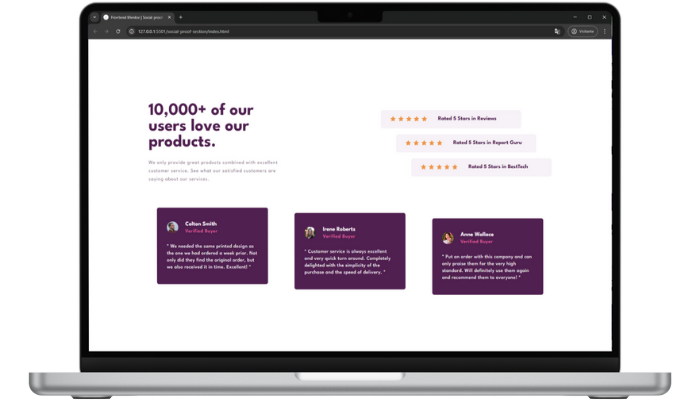 Frontend Mentor | Social proof
127.0.0.1:5501/social-proof-section/index.html
10,000+ of our
users love our
products.
We only provide great products combined with excellent
customer service. See what our satisfied customers are
saying about our services.
Rated 5 Stars in Reviews
Rated 5 Stars in Report Guru
Rated 5 Stars in BestTech
Colton Smith
Verified Buyer
" We needed the same printed design as
the one we had ordered a week prior. Not
only did they find the original order, but
we also received it in time. Excellent! "
Irene Roberts
Verified Buyer
" Customer service is always excellent
and very quick turn around. Completely
delighted with the simplicity of the
purchase and the speed of delivery. "
Anne Wallace
Verified Buyer
" Put an order with this company and can
only praise them for the very high
standard. Will definitely use them again
and recommend them to everyone! "